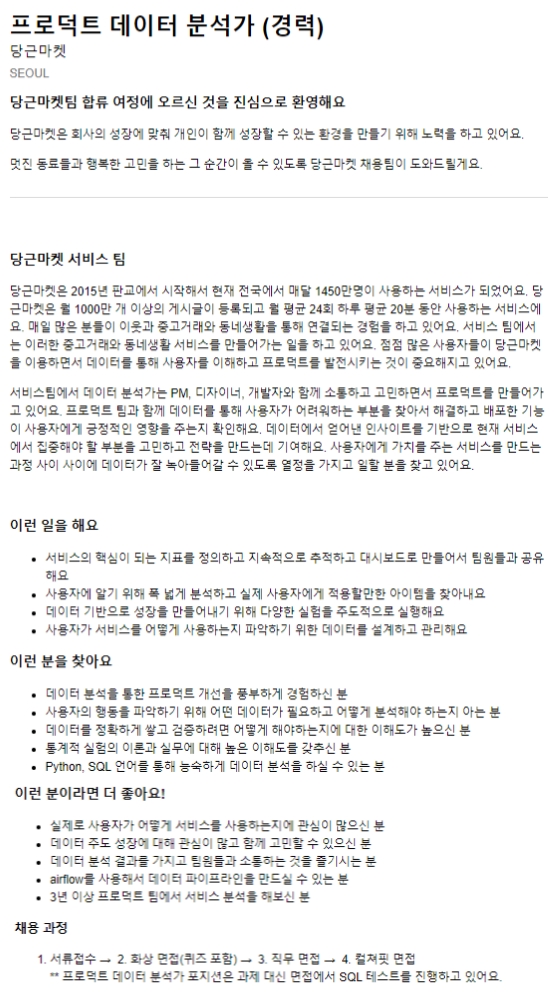 프로덕트 데이터 분석가 (경력)
당근마켓
SEOUL
당근마켓팀 합류 여정에 오르신 것을 진심으로 환영해요
당근마켓은 회사의 성장에 맞춰 개인이 함께 성장할 수 있는 환경을 만들기 위해 노력을 하고 있어요.
멋진 동료들과 행복한 고민을 하는 그 순간이 올 수 있도록 당근마켓 채용팀이 도와드릴게요.
당근마켓 서비스 팀
당근마켓은 2015년 판교에서 시작해서 현재 전국에서 매달 1450만명이 사용하는 서비스가 되었어요. 당
근마켓은 월 1000만 개 이상의 게시글이 등록되고 월 평균 24회 하루 평균 20분 동안 사용하는 서비스에
요. 매일 많은 분들이 이웃과 중고거래와 동네생활을 통해 연결되는 경험을 하고 있어요. 서비스 팀에서
는 이러한 중고거래와 동네생활 서비스를 만들어가는 일을 하고 있어요. 점점 많은 사용자들이 당근마켓
을 이용하면서 데이터를 통해 사용자를 이해하고 프로덕트를 발전시키는 것이 중요해지고 있어요.
서비스팀에서 데이터 분석가는 PM, 디자이너, 개발자와 함께 소통하고 고민하면서 프로덕트를 만들어가
고 있어요. 프로덕트 팀과 함께 데이터를 통해 사용자가 어려워하는 부분을 찾아서 해결하고 배포한 기능
이 사용자에게 긍정적인 영향을 주는지 확인해요. 데이터에서 얻어낸 인사이트를 기반으로 현재 서비스
에서 집중해야 할 부분을 고민하고 전략을 만드는데 기여해요. 사용자에게 가치를 주는 서비스를 만드는
과정 사이 사이에 데이터가 잘 녹아들어갈 수 있도록 열정을 가지고 일할 분을 찾고 있어요.
이런 일을 해요
• 서비스의 핵심이 되는 지표를 정의하고 지속적으로 추적하고 대시보드로 만들어서 팀원들과 공유
해요
• 사용자에 알기 위해 폭 넓게 분석하고 실제 사용자에게 적용할만한 아이템을 찾아내요
• 데이터 기반으로 성장을 만들어내기 위해 다양한 실험을 주도적으로 실행해요
• 사용자가 서비스를 어떻게 사용하는지 파악하기 위한 데이터를 설계하고 관리해요
이런 분을 찾아요
• 데이터 분석을 통한 프로덕트 개선을 풍부하게 경험하신 분
• 사용자의 행동을 파악하기 위해 어떤 데이터가 필요하고 어떻게 분석해야 하는지 아는 분
• 데이터를 정확하게 쌓고 검증하려면 어떻게 해야하는지에 대한 이해도가 높으신 분
• 통계적 실험의 이론과 실무에 대해 높은 이해도를 갖추신 분
• Python, SQL 언어를 통해 능숙하게 데이터 분석을 하실 수 있는 분
이런 분이라면 더 좋아요!
• 실제로 사용자가 어떻게 서비스를 사용하는지에 관심이 많으신 분
• 데이터 주도 성장에 대해 관심이 많고 함께 고민할 수 있으신 분
• 데이터 분석 결과를 가지고 팀원들과 소통하는 것을 즐기시는 분
• airflow를 사용해서 데이터 파이프라인을 만드실 수 있는 분
• 3년 이상 프로덕트 팀에서 서비스 분석을 해보신 분
채용 과정
1. 서류접수 → 2. 화상 면접(퀴즈 포함) → 3. 직무 면접 → 4. 컬쳐핏 면접
** 프로덕트 데이터 분석가 포지션은 과제 대신 면접에서 SQL 테스트를 진행하고 있어요.